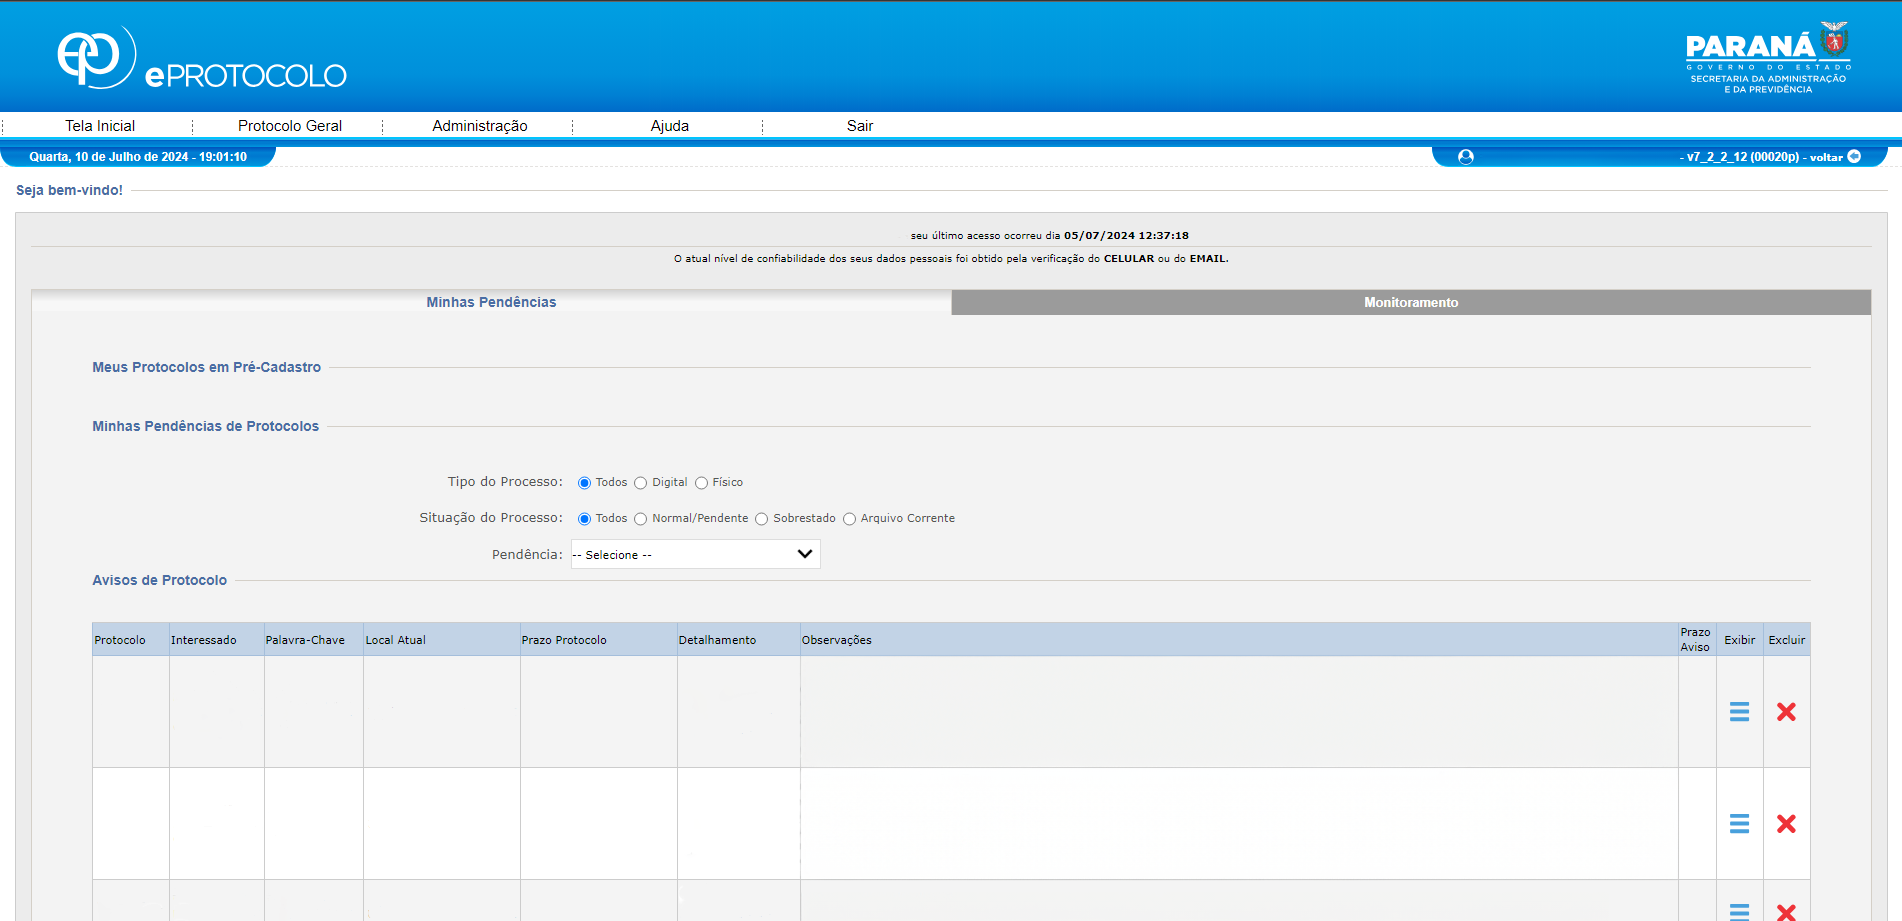 ep ePROTOCOLO
PARANÁ
GOVERNO DO ESTADO
SECRETARIA DA ADMINISTRAÇÃO
E DA PREVIDÊNCIA
Tela Inicial Protocolo Geral Administração Ajuda Sair
Quarta, 10 de Julho de 2024 - 19:01:10 - v7_2_2_12 (00020p) - voltar
Seja bem-vindo!
seu último acesso ocorreu dia 05/07/2024 12:37:18
O atual nível de confiabilidade dos seus dados pessoais foi obtido pela verificação do CELULAR ou do EMAIL.
Minhas Pendências Monitoramento
Meus Protocolos em Pré-Cadastro
Minhas Pendências de Protocolos
Tipo do Processo: Todos Digital Físico
Situação do Processo: Todos Normal/Pendente Sobrestado Arquivo Corrente
Pendência: -- Selecione --
Avisos de Protocolo
Protocolo Interessado Palavra-Chave Local Atual Prazo Protocolo Detalhamento Observações Prazo Aviso Exibir Excluir